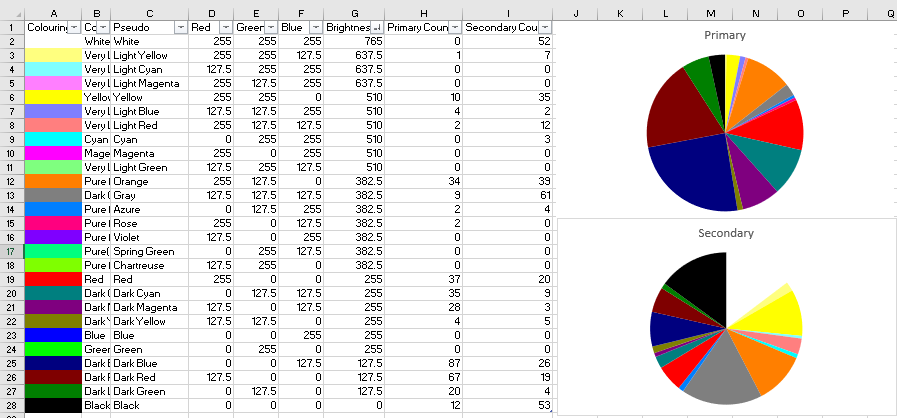 A B C D E F G H I J K L M N O P Q
1 Colouring Co Pseudo Red Green Blue Brightnes Primary Coun Secondary Cou
2 White White 255 255 255 765 0 52
3 Very L Light Yellow 255 255 127.5 637.5 1 7
4 Very L Light Cyan 127.5 255 255 637.5 0 0
5 Very L Light Magenta 255 127.5 255 637.5 0 0
6 Yellow Yellow 255 255 0 510 10 35
7 Very L Light Blue 127.5 127.5 255 510 4 2
8 Very L Light Red 255 127.5 127.5 510 2 12
9 Cyan Cyan 0 255 255 510 0 3
10 Mage Magenta 255 0 255 510 0 0
11 Very L Light Green 127.5 255 127.5 510 0 0
12 Pure Orange 255 127.5 0 382.5 34 39
13 Dark Gray 127.5 127.5 127.5 382.5 9 61
14 Pure Azure 0 127.5 255 382.5 2 4
15 Pure Rose 255 0 127.5 382.5 2 0
16 Pure Violet 127.5 0 255 382.5 0 0
17 Pure Spring Green 0 255 127.5 382.5 0 0
18 Pure Chartreuse 127.5 255 0 382.5 0 0
19 Red Red 255 0 0 255 37 20
20 Dark Dark Cyan 0 127.5 127.5 255 35 9
21 Dark Dark Magenta 127.5 0 127.5 255 28 3
22 Dark Dark Yellow 127.5 127.5 0 255 4 5
23 Blue Blue 0 0 255 255 0 0
24 Green Green 0 255 0 255 0 0
25 Dark Dark Blue 0 0 127.5 127.5 87 26
26 Dark Dark Red 127.5 0 0 127.5 67 19
27 Dark Dark Green 0 127.5 0 127.5 20 4
28 Black Black 0 0 0 0 12 53
Primary
Secondary